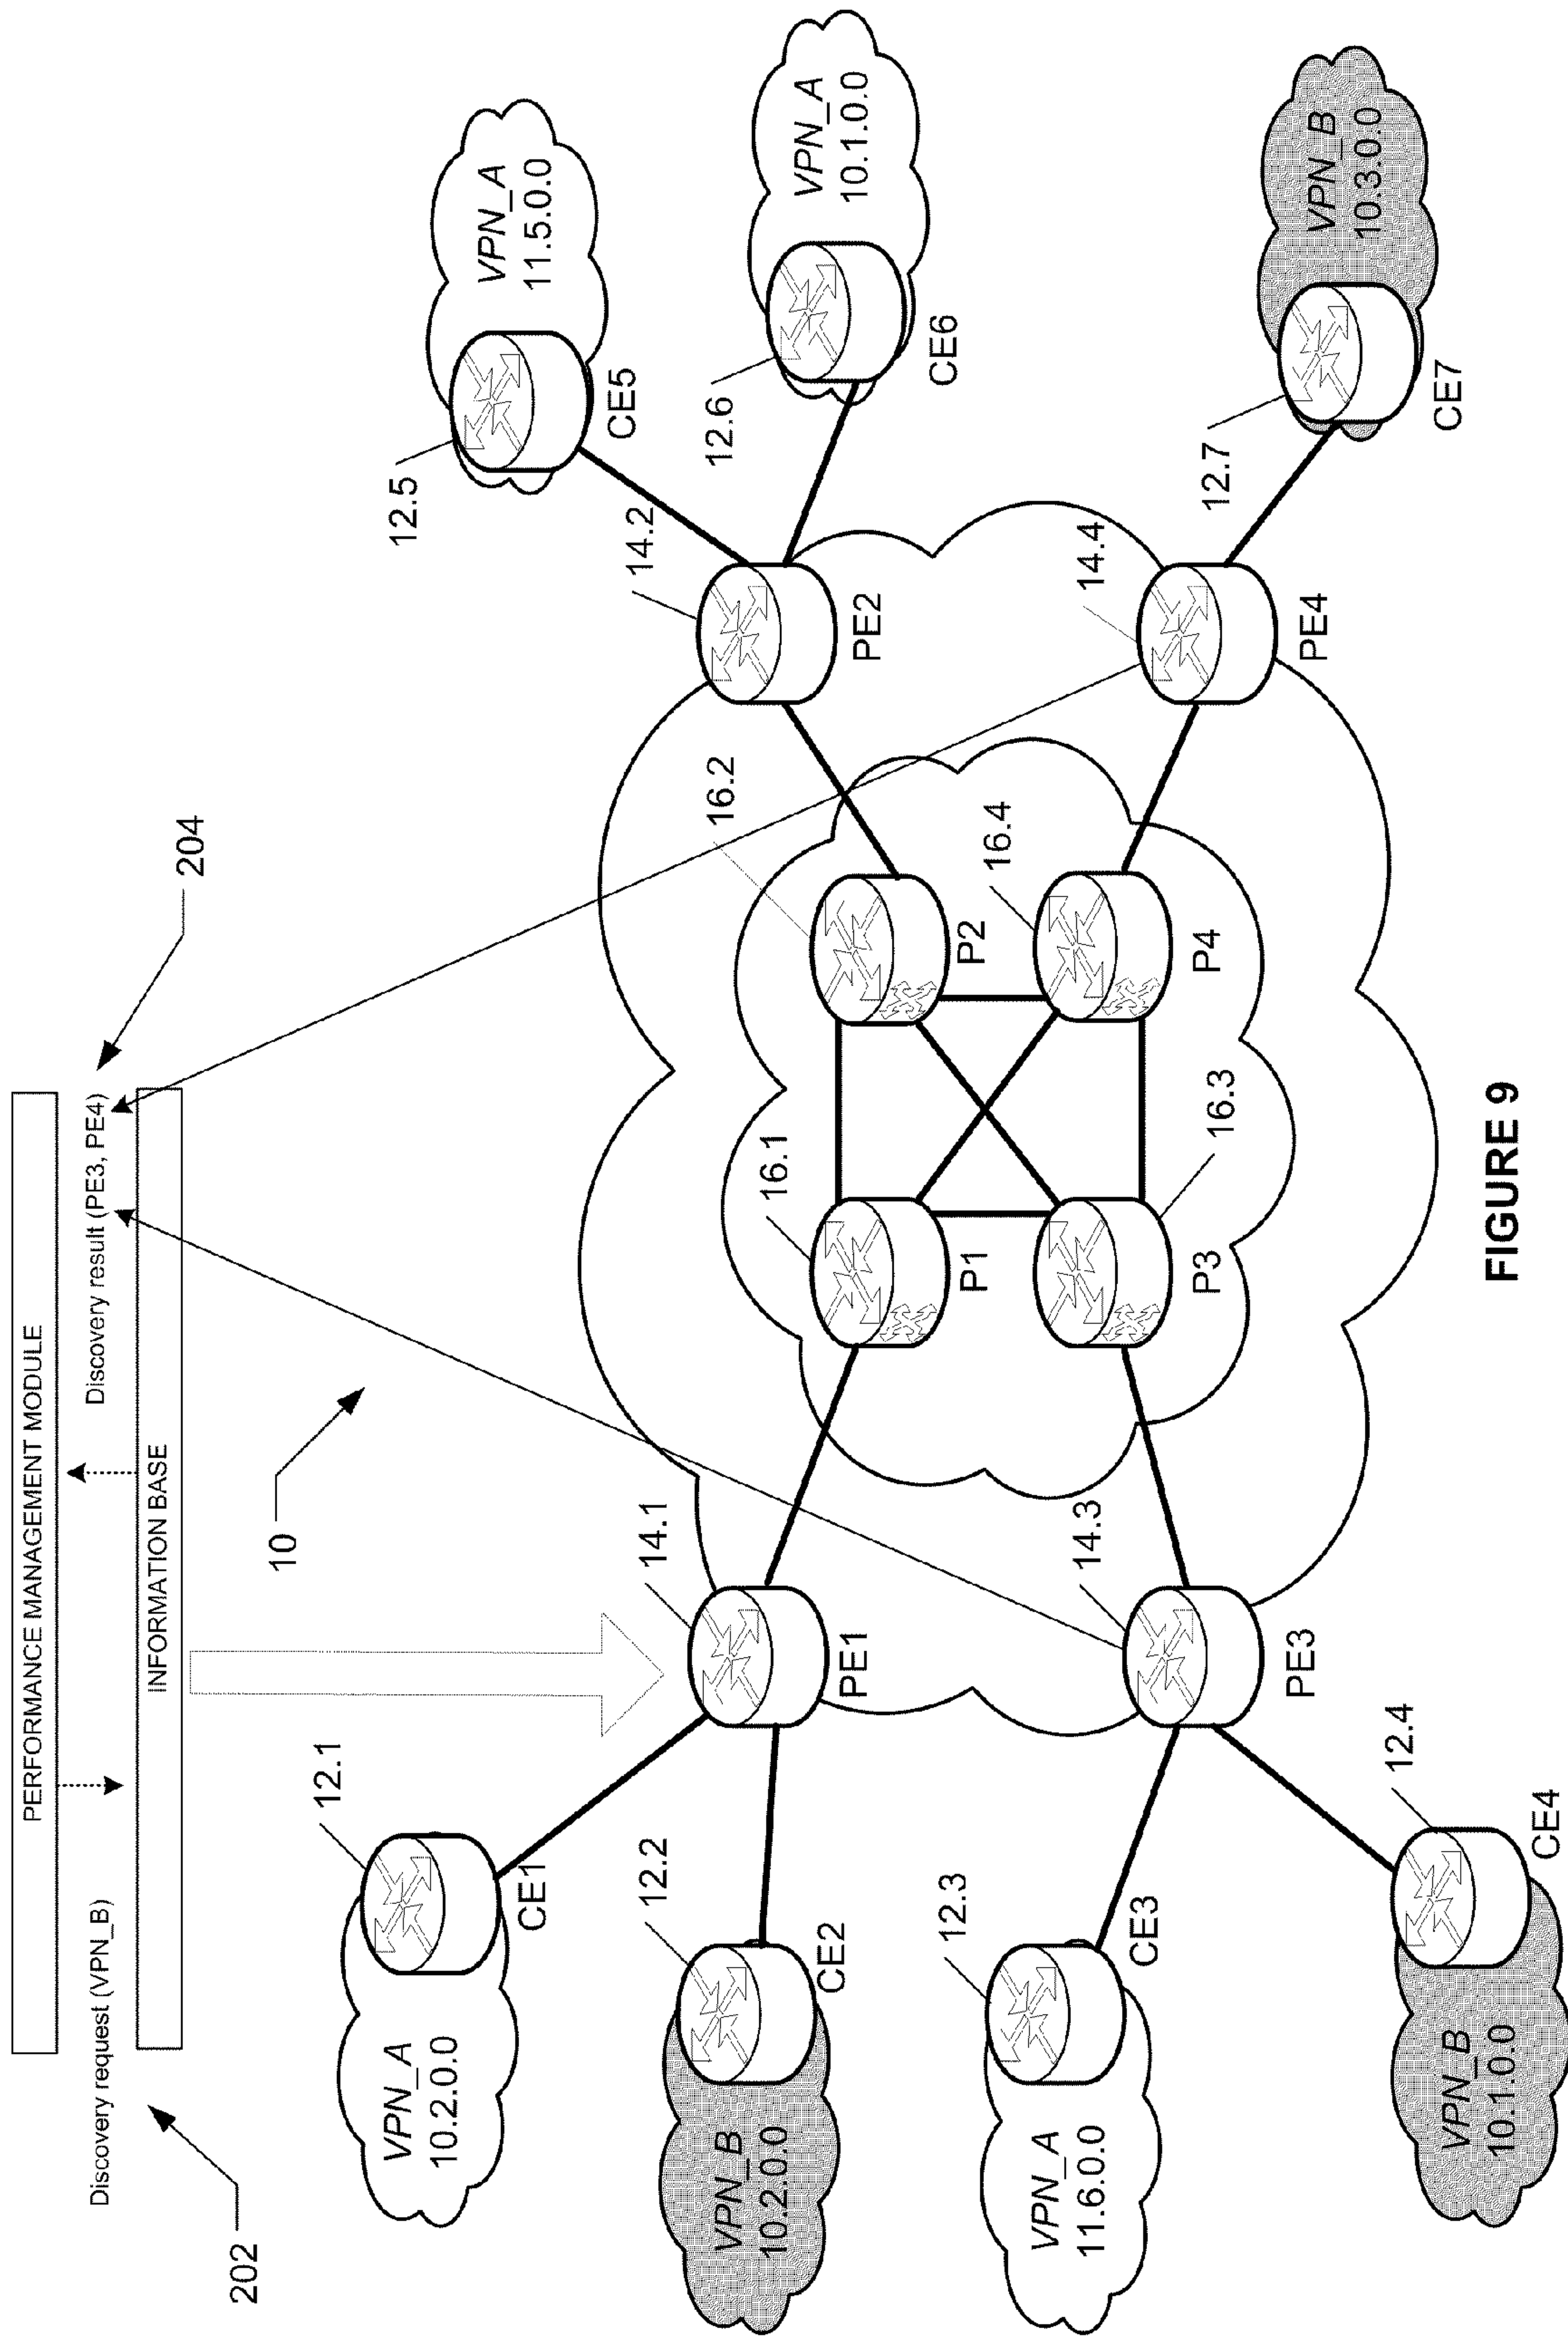 PERFORMANCE MANAGEMENT MODULE
Discovery request (VPN_B)
Discovery result (PE3, PE4)
INFORMATION BASE
202
204
10
12.1
VPN_A
10.2.0.0
CE1
12.2
VPN_B
10.2.0.0
CE2
12.3
VPN_A
11.6.0.0
CE3
12.4
VPN_B
10.1.0.0
CE4
14.1
PE1
14.3
PE3
16.1
P1
16.2
P2
16.3
P3
16.4
P4
14.2
PE2
14.4
PE4
12.5
VPN_A
11.5.0.0
CE5
12.6
VPN_A
10.1.0.0
CE6
12.7
VPN_B
10.3.0.0
CE7
FIGURE 9